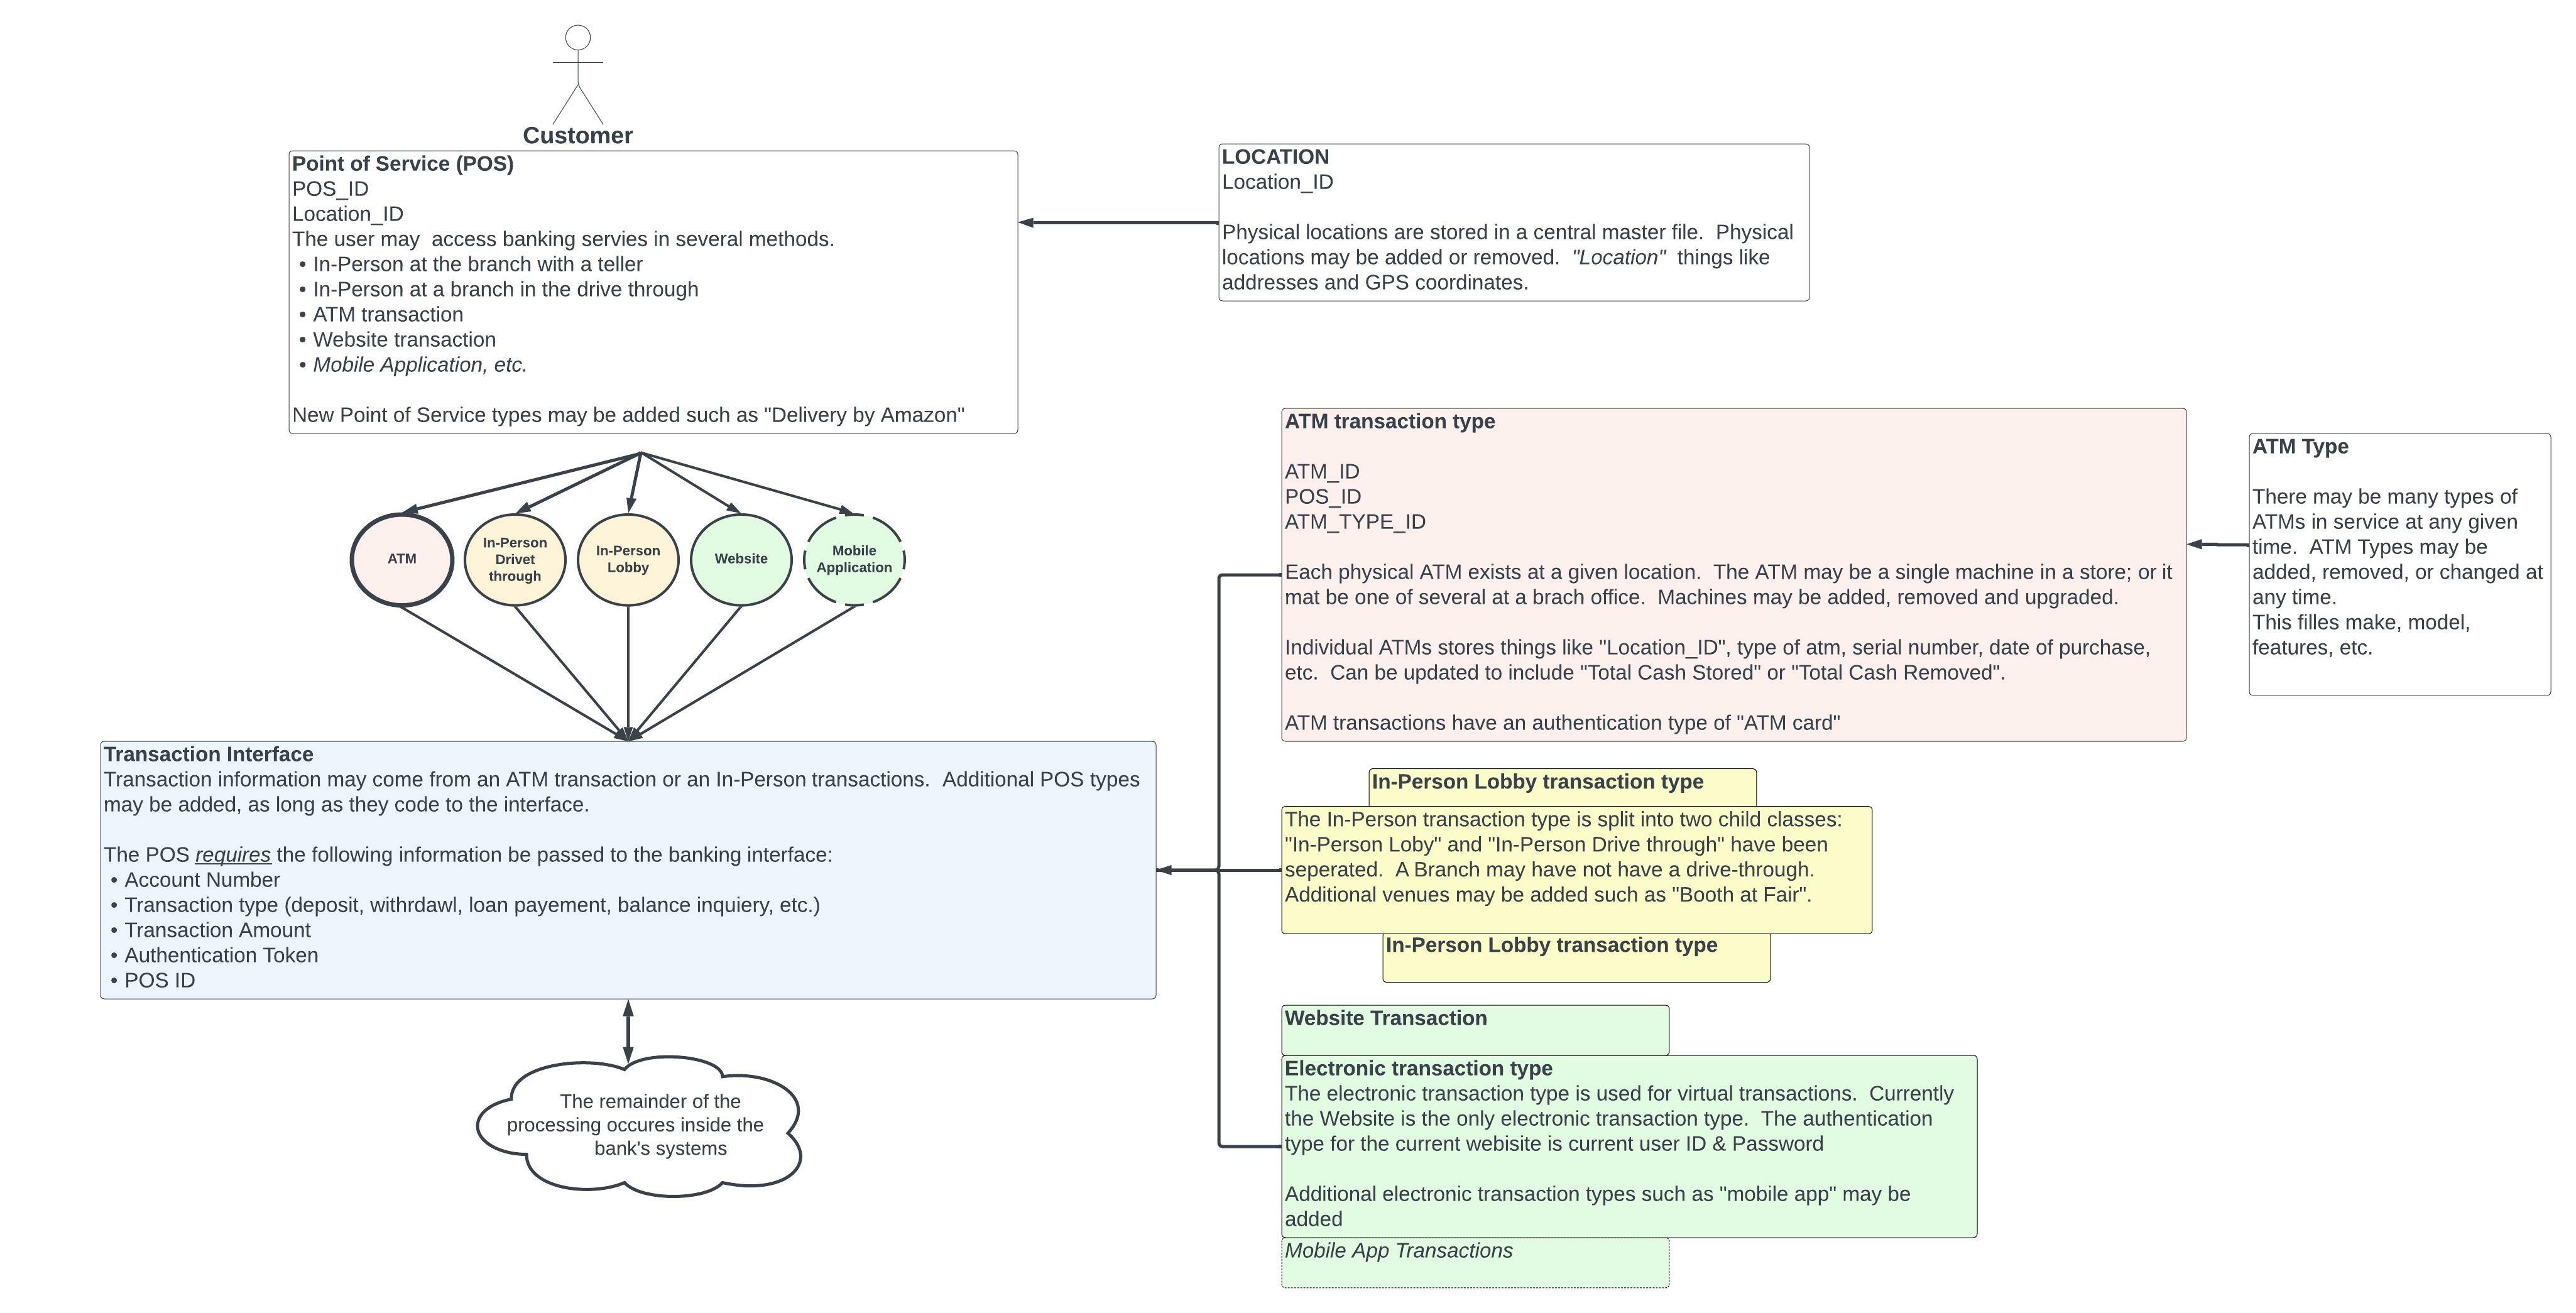 Customer
Point of Service (POS)
POS_ID
Location_ID
The user may  access banking servies in several methods.
• In-Person at the branch with a teller
• In-Person at a branch in the drive through
• ATM transaction
• Website transaction
• Mobile Application, etc.
New Point of Service types may be added such as "Delivery by Amazon"
LOCATION
Location_ID
Physical locations are stored in a central master file.  Physical
locations may be added or removed.  "Location"  things like
addresses and GPS coordinates.
ATM
In-Person
Drivet
through
In-Person
Lobby
Website
Mobile
Application
Transaction Interface
Transaction information may come from an ATM transaction or an In-Person transactions.  Additional POS types
may be added, as long as they code to the interface.
The POS requires the following information be passed to the banking interface:
• Account Number
• Transaction type (deposit, withrdawl, loan payement, balance inquiery, etc.)
• Transaction Amount
• Authentication Token
• POS ID
The remainder of the
processing occures inside the
bank's systems
ATM transaction type
ATM_ID
POS_ID
ATM_TYPE_ID
Each physical ATM exists at a given location.  The ATM may be a single machine in a store; or it
mat be one of several at a brach office.  Machines may be added, removed and upgraded.
Individual ATMs stores things like "Location_ID", type of atm, serial number, date of purchase,
etc.  Can be updated to include "Total Cash Stored" or "Total Cash Removed".
ATM transactions have an authentication type of "ATM card"
ATM Type
There may be many types of
ATMs in service at any given
time.  ATM Types may be
added, removed, or changed at
any time.
This filles make, model,
features, etc.
In-Person Lobby transaction type
The In-Person transaction type is split into two child classes:
"In-Person Loby" and "In-Person Drive through" have been
seperated.  A Branch may have not have a drive-through.
Additional venues may be added such as "Booth at Fair".
In-Person Lobby transaction type
Website Transaction
Electronic transaction type
The electronic transaction type is used for virtual transactions.  Currently
the Website is the only electronic transaction type.  The authentication
type for the current webisite is current user ID & Password
Additional electronic transaction types such as "mobile app" may be
added
Mobile App Transactions